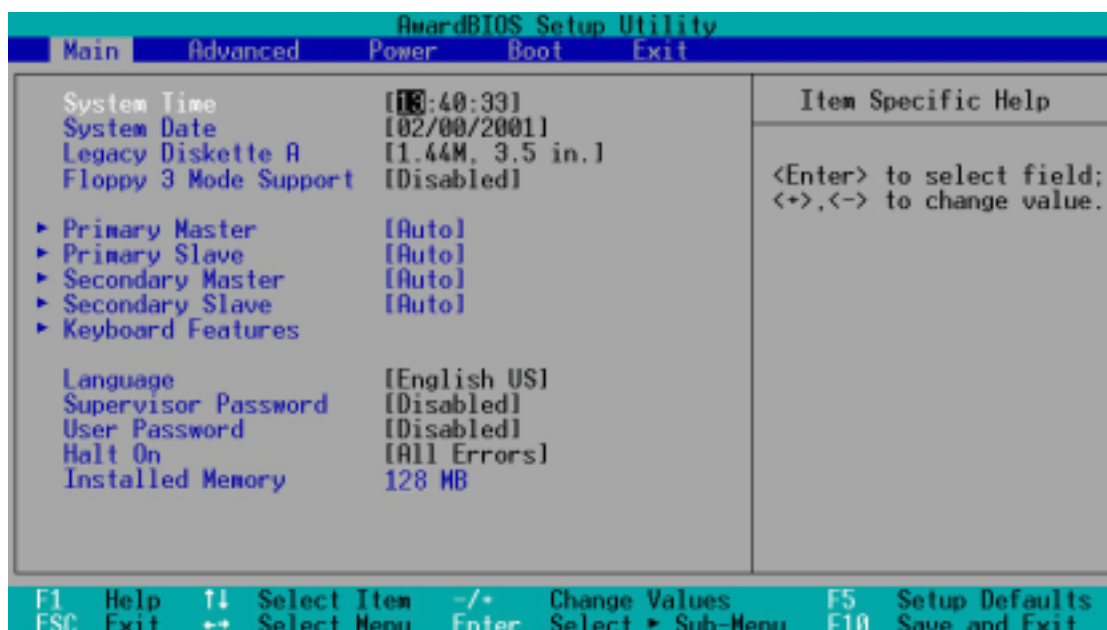 AwardBIOS Setup Utility
Main Advanced Power Boot Exit
System Time [13:40:33]
System Date [02/00/2001]
Legacy Diskette A [1.44M, 3.5 in.]
Floppy 3 Mode Support [Disabled]
▶ Primary Master [Auto]
▶ Primary Slave [Auto]
▶ Secondary Master [Auto]
▶ Secondary Slave [Auto]
▶ Keyboard Features
Language [English US]
Supervisor Password [Disabled]
User Password [Disabled]
Halt On [All Errors]
Installed Memory 128 MB
Item Specific Help
<Enter> to select field;
<+>,<-> to change value.
F1 Help ↑↓ Select Item -/+ Change Values F5 Setup Defaults
ESC Exit ←→ Select Menu Enter Select ▶ Sub-Menu F10 Save and Exit